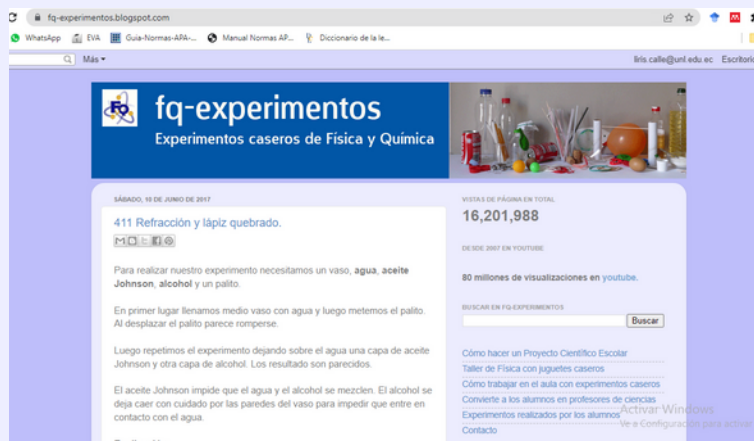 fq-experimentos.blogspot.com
WhatsApp EVA Guia-Normas-APA-... Manual Normas AP... Diccionario de la le...
Más liris.calle@unl.edu.ec Escritorio
fq-experimentos
Experimentos caseros de Física y Química
SÁBADO, 10 DE JUNIO DE 2017
411 Refracción y lápiz quebrado.
Para realizar nuestro experimento necesitamos un vaso, agua, aceite
Johnson, alcohol y un palito.
En primer lugar llenamos medio vaso con agua y luego metemos el palito.
Al desplazar el palito parece romperse.
Luego repetimos el experimento dejando sobre el agua una capa de aceite
Johnson y otra capa de alcohol. Los resultado son parecidos.
El aceite Johnson impide que el agua y el alcohol se mezclen. El alcohol se
deja caer con cuidado por las paredes del vaso para impedir que entre en
contacto con el agua.
VISTAS DE PÁGINA EN TOTAL
16,201,988
DESDE 2007 EN YOUTUBE
80 millones de visualizaciones en youtube.
BUSCAR EN FQ-EXPERIMENTOS
Buscar
Cómo hacer un Proyecto Científico Escolar
Taller de Física con juguetes caseros
Cómo trabajar en el aula con experimentos caseros
Convierte a los alumnos en profesores de ciencias
Experimentos realizados por los alumnos
Contacto
Activar Windows
Ve a Configuración para activar